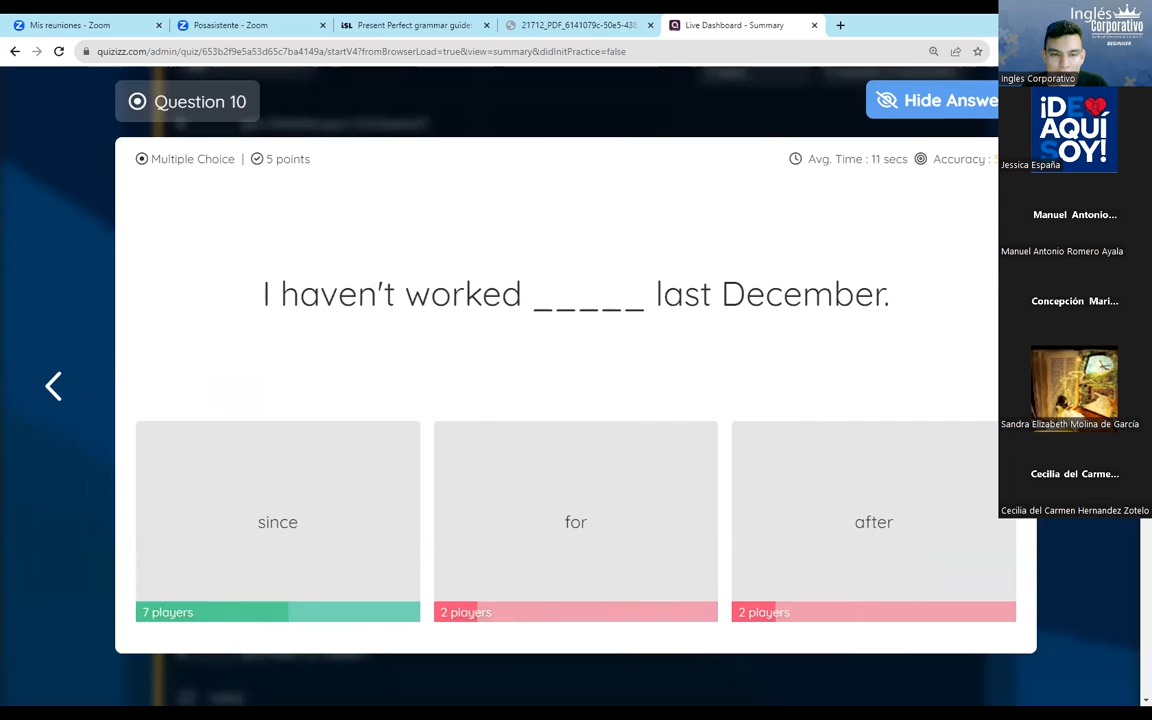 Mis reuniones - Zoom
Posasistente - Zoom
iSL Present Perfect grammar guide:
21712_PDF_6141079c-50e5-438
Live Dashboard - Summary
quizizz.com/admin/quiz/653b2f9e5a53d65c7ba4149a/startV4?fromBrowserLoad=true&view=summary&didInitPractice=false
Inglés
Corporativo
BEGINNER
Ingles Corporativo
Question 10
Hide Answe
Multiple Choice | 5 points
Avg. Time : 11 secs
Accuracy :
I haven't worked _____ last December.
since
for
after
7 players
2 players
2 players
¡DE
AQUÍ
SOY!
Jessica España
Manuel Antonio...
Manuel Antonio Romero Ayala
Concepción Mari...
Sandra Elizabeth Molina de García
Cecilia del Carme...
Cecilia del Carmen Hernandez Zotelo